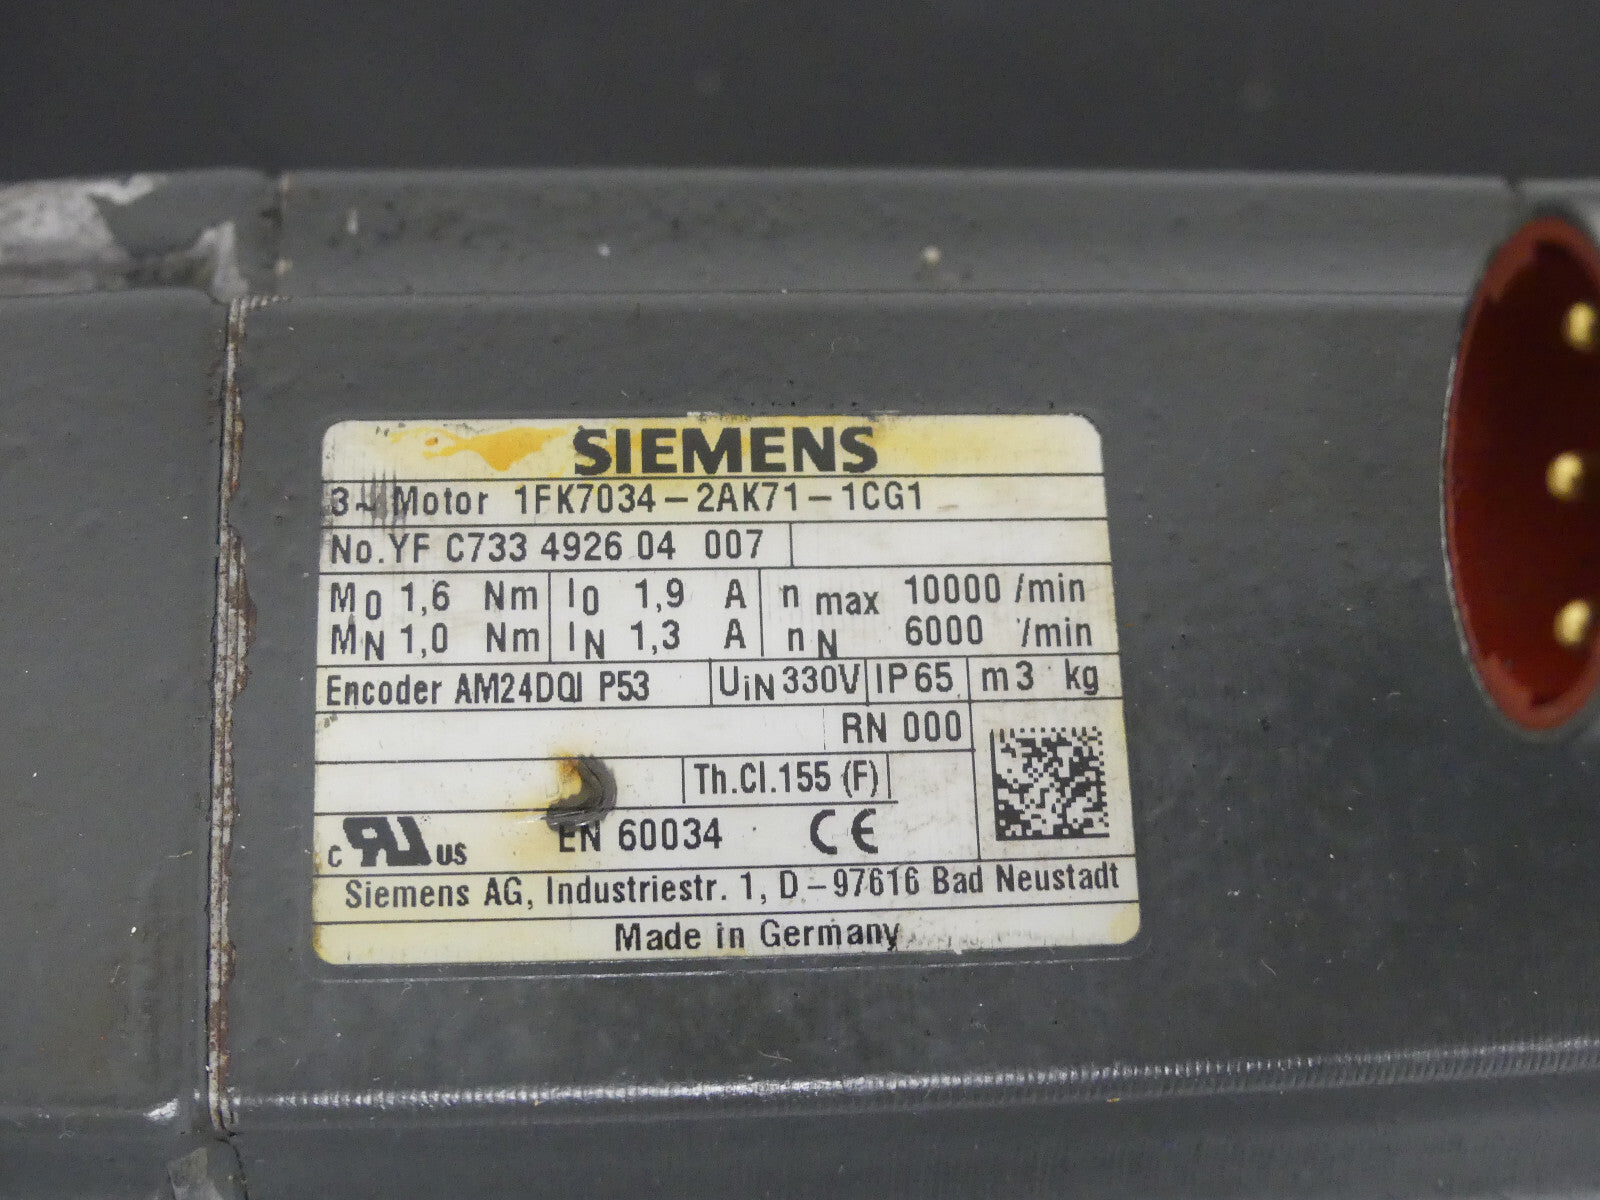 SIEMENS
3~ Motor 1FK7034-2AK71-1CG1
No.YF C733 4926 04 007
M0 1,6 Nm I0 1,9 A n max 10000 /min
MN 1,0 Nm IN 1,3 A n N 6000 /min
Encoder AM24DQI P53 UIN 330V IP65 m3 kg
RN 000
Th.Cl.155 (F)
c RU US EN 60034 CE
Siemens AG, Industriestr. 1, D-97616 Bad Neustadt
Made in Germany